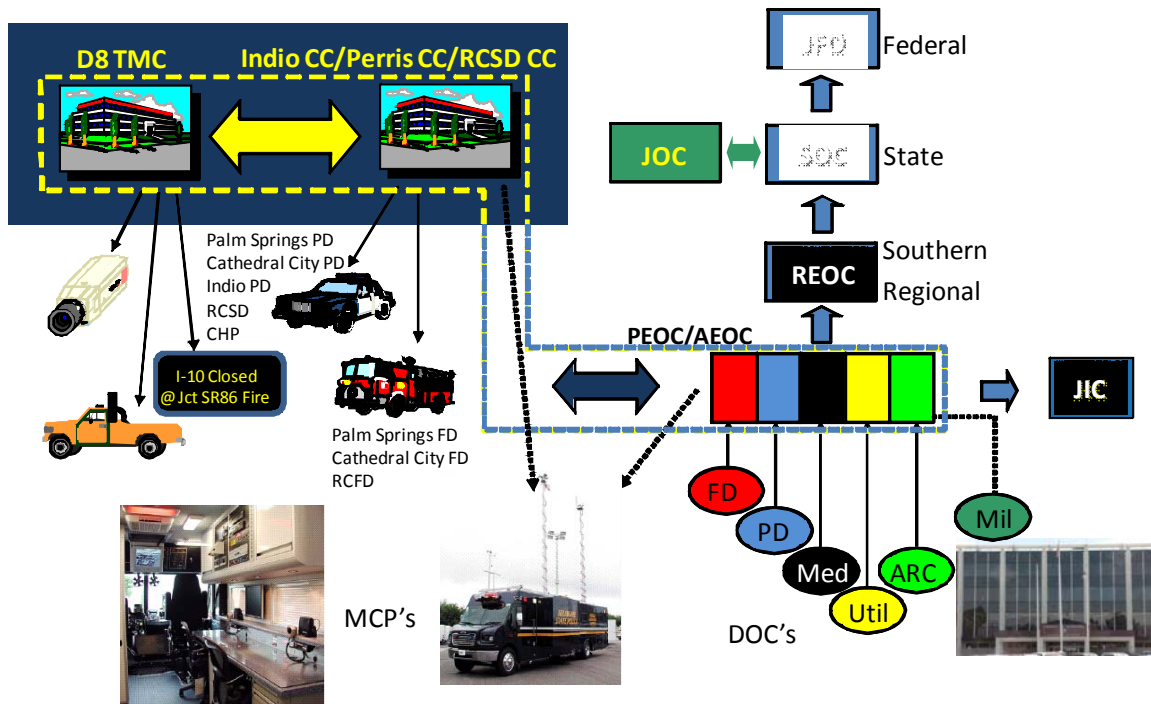 D8 TMC
Indio CC/Perris CC/RCSD CC
JFO
Federal
JOC
SOC
State
Palm Springs PD
Cathedral City PD
Indio PD
RCSD
CHP
REOC
Southern
Regional
I-10 Closed
@Jct SR86 Fire
PEOC/AEOC
JIC
Palm Springs FD
Cathedral City FD
RCFD
FD
PD
Med
Util
ARC
Mil
MCP's
DOC's